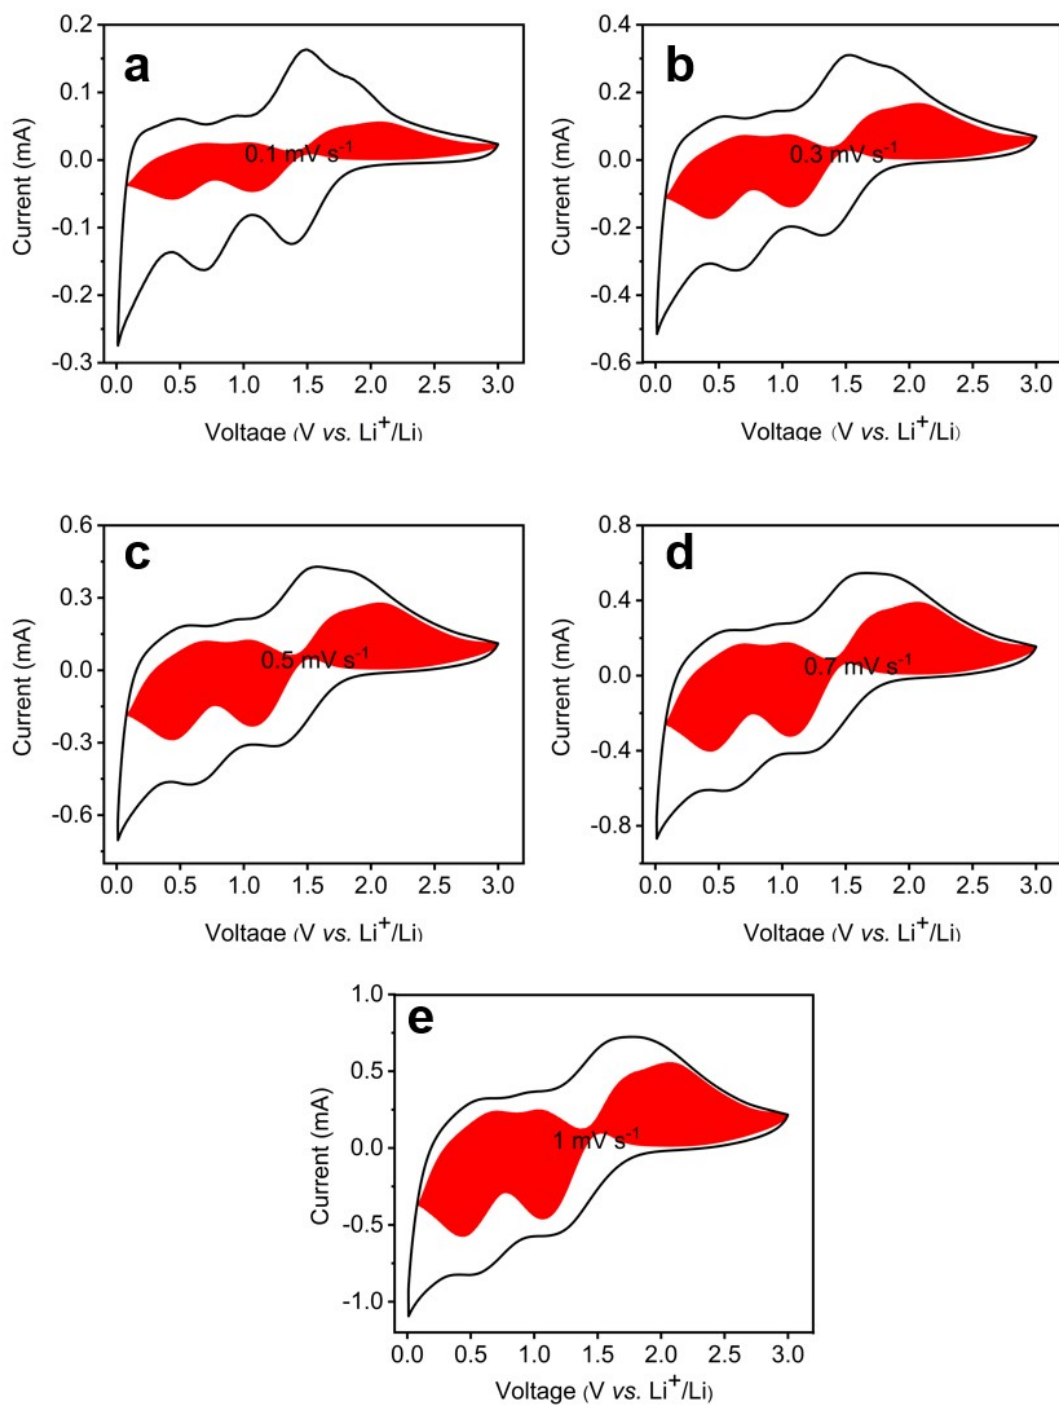 a
0.2
0.1
0.0
-0.1
-0.2
-0.3
Current (mA)
0.1 mV s⁻¹
0.0 0.5 1.0 1.5 2.0 2.5 3.0
Voltage (V vs. Li⁺/Li)
b
0.4
0.2
0.0
-0.2
-0.4
-0.6
Current (mA)
0.3 mV s⁻¹
0.0 0.5 1.0 1.5 2.0 2.5 3.0
Voltage (V vs. Li⁺/Li)
c
0.6
0.3
0.0
-0.3
-0.6
Current (mA)
0.5 mV s⁻¹
0.0 0.5 1.0 1.5 2.0 2.5 3.0
Voltage (V vs. Li⁺/Li)
d
0.8
0.4
0.0
-0.4
-0.8
Current (mA)
0.7 mV s⁻¹
0.0 0.5 1.0 1.5 2.0 2.5 3.0
Voltage (V vs. Li⁺/Li)
e
1.0
0.5
0.0
-0.5
-1.0
Current (mA)
1 mV s⁻¹
0.0 0.5 1.0 1.5 2.0 2.5 3.0
Voltage (V vs. Li⁺/Li)